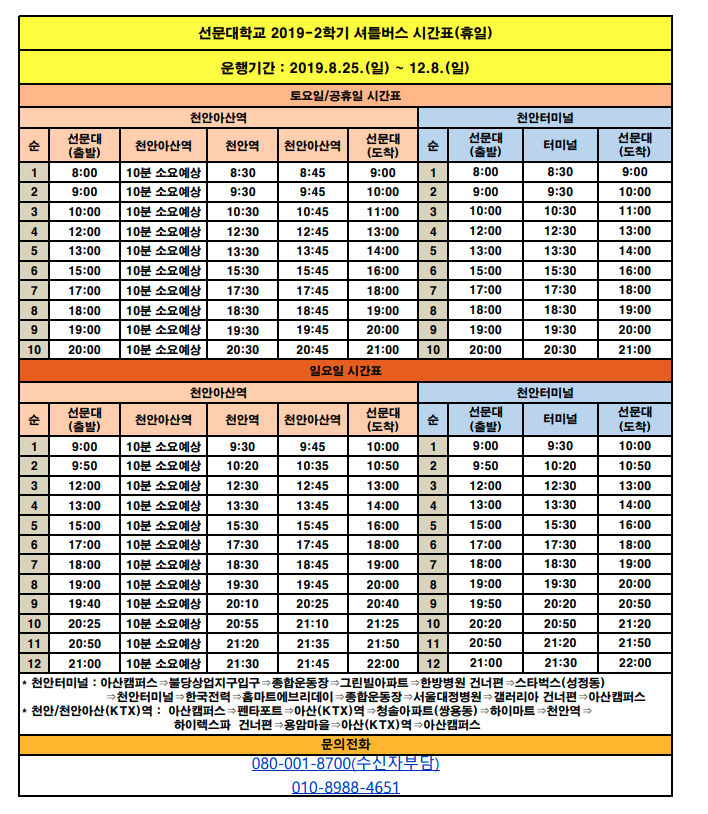 선문대학교 2019-2학기 셔틀버스 시간표(휴일)
운행기간 : 2019.8.25.(일) ~ 12.8.(일)
토요일/공휴일 시간표
천안아산역 천안터미널
순 선문대(출발) 천안아산역 천안역 천안아산역 선문대(도착) 순 선문대(출발) 터미널 선문대(도착)
1 8:00 10분 소요예상 8:30 8:45 9:00 1 8:00 8:30 9:00
2 9:00 10분 소요예상 9:30 9:45 10:00 2 9:00 9:30 10:00
3 10:00 10분 소요예상 10:30 10:45 11:00 3 10:00 10:30 11:00
4 12:00 10분 소요예상 12:30 12:45 13:00 4 12:00 12:30 13:00
5 13:00 10분 소요예상 13:30 13:45 14:00 5 13:00 13:30 14:00
6 15:00 10분 소요예상 15:30 15:45 16:00 6 15:00 15:30 16:00
7 17:00 10분 소요예상 17:30 17:45 18:00 7 17:00 17:30 18:00
8 18:00 10분 소요예상 18:30 18:45 19:00 8 18:00 18:30 19:00
9 19:00 10분 소요예상 19:30 19:45 20:00 9 19:00 19:30 20:00
10 20:00 10분 소요예상 20:30 20:45 21:00 10 20:00 20:30 21:00
일요일 시간표
천안아산역 천안터미널
순 선문대(출발) 천안아산역 천안역 천안아산역 선문대(도착) 순 선문대(출발) 터미널 선문대(도착)
1 9:00 10분 소요예상 9:30 9:45 10:00 1 9:00 9:30 10:00
2 9:50 10분 소요예상 10:20 10:35 10:50 2 9:50 10:20 10:50
3 12:00 10분 소요예상 12:30 12:45 13:00 3 12:00 12:30 13:00
4 13:00 10분 소요예상 13:30 13:45 14:00 4 13:00 13:30 14:00
5 15:00 10분 소요예상 15:30 15:45 16:00 5 15:00 15:30 16:00
6 17:00 10분 소요예상 17:30 17:45 18:00 6 17:00 17:30 18:00
7 18:00 10분 소요예상 18:30 18:45 19:00 7 18:00 18:30 19:00
8 19:00 10분 소요예상 19:30 19:45 20:00 8 19:00 19:30 20:00
9 19:40 10분 소요예상 20:10 20:25 20:40 9 19:50 20:20 20:50
10 20:25 10분 소요예상 20:55 21:10 21:25 10 20:20 20:50 21:20
11 20:50 10분 소요예상 21:20 21:35 21:50 11 20:50 21:20 21:50
12 21:00 10분 소요예상 21:30 21:45 22:00 12 21:00 21:30 22:00
* 천안터미널 : 아산캠퍼스⇒불당상업지구입구⇒종합운동장⇒그린빌아파트⇒한방병원 건너편⇒스타벅스(성정동)
⇒천안터미널⇒한국전력⇒홈마트에브리데이⇒종합운동장⇒서울대정병원⇒갤러리아 건너편⇒아산캠퍼스
* 천안/천안아산(KTX)역 : 아산캠퍼스⇒펜타포트⇒아산(KTX)역⇒청솔아파트(쌍용동)⇒하이마트⇒천안역⇒
하이렉스파 건너편⇒용암마을⇒아산(KTX)역⇒아산캠퍼스
문의전화
080-001-8700(수신자부담)
010-8988-4651